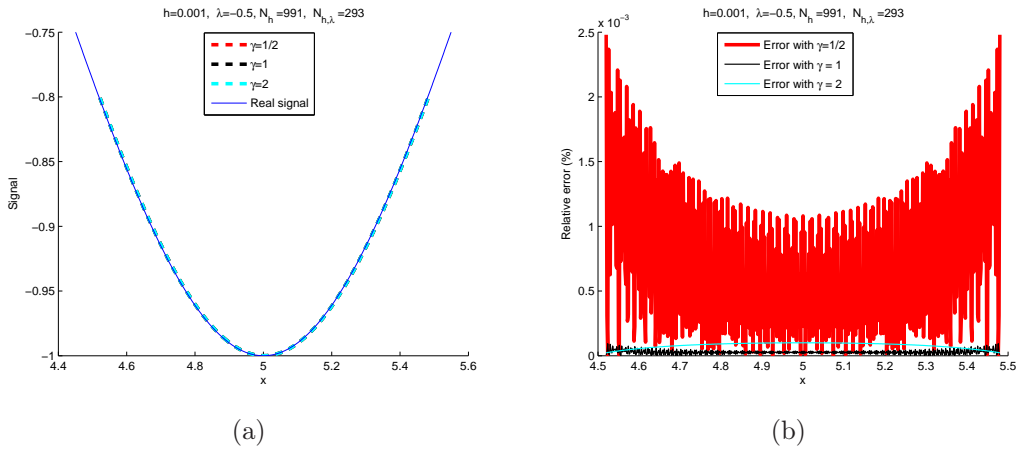 h=0.001, λ=−0.5, N_h=991, N_{h,λ}=293
−0.75
−0.8
−0.85
−0.9
−0.95
−1
Signal
4.4 4.6 4.8 5 5.2 5.4 5.6
x
γ=1/2
γ=1
γ=2
Real signal
(a)
h=0.001, λ=−0.5, N_h=991, N_{h,λ}=293
x 10^{−3}
2.5
2
1.5
1
0.5
0
Relative error (%)
4.5 4.6 4.7 4.8 4.9 5 5.1 5.2 5.3 5.4 5.5
x
Error with γ=1/2
Error with γ = 1
Error with γ = 2
(b)